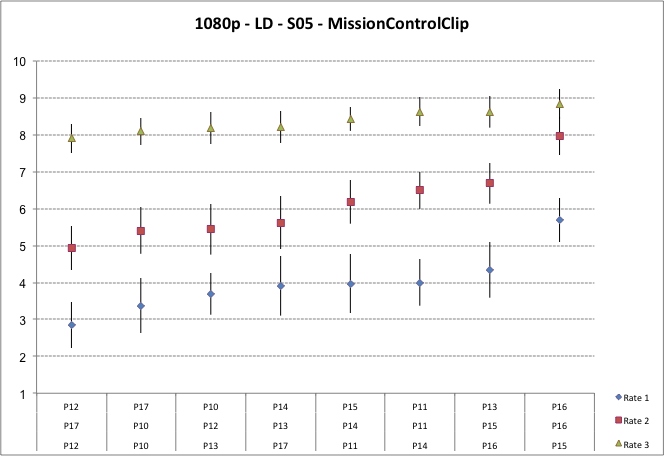 1080p - LD - S05 - MissionControlClip
10
9
8
7
6
5
4
3
2
1
P12 P17 P10 P14 P15 P11 P13 P16
P17 P10 P12 P13 P14 P11 P16 P16
P12 P10 P13 P17 P11 P14 P16 P15
Rate 1
Rate 2
Rate 3